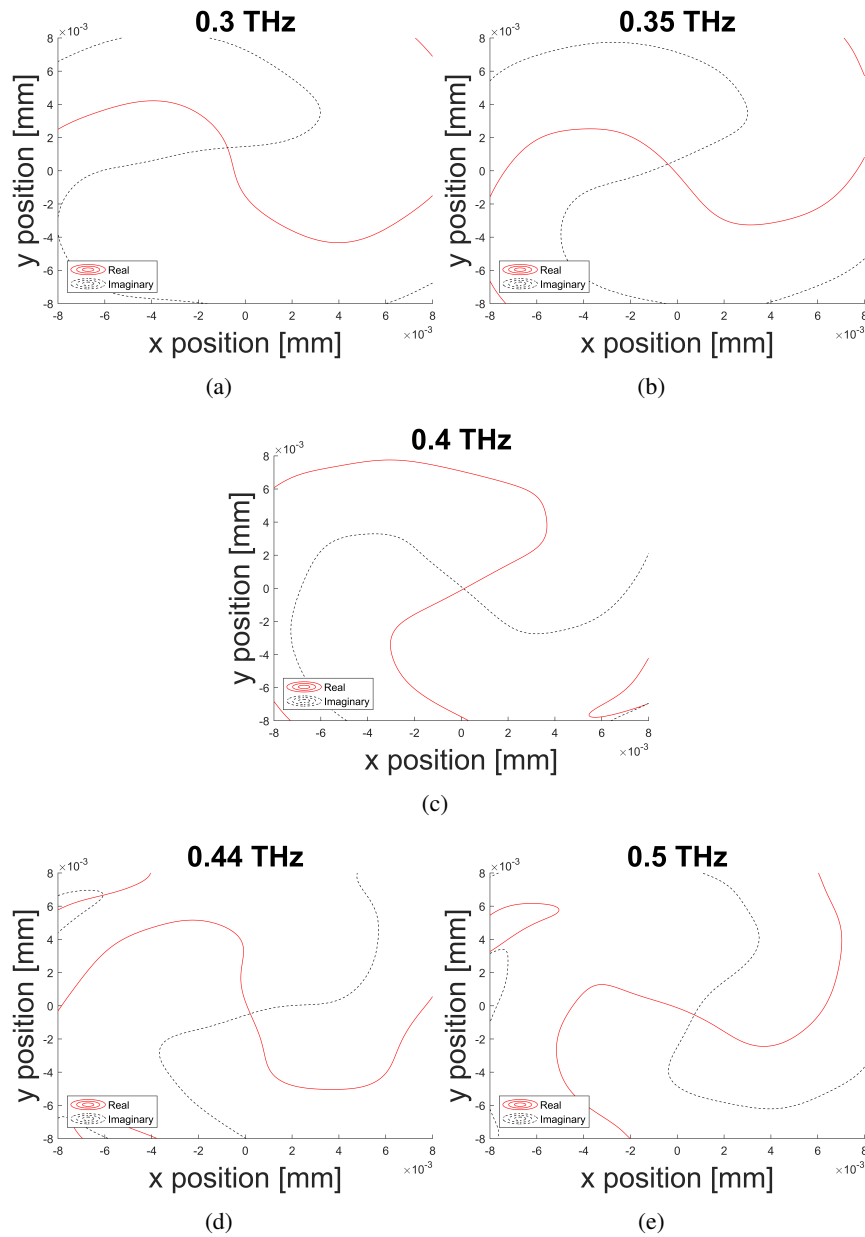 0.3 THz
×10⁻³
8
6
4
2
0
-2
-4
-6
-8
y position [mm]
Real
Imaginary
-8 -6 -4 -2 0 2 4 6 8
×10⁻³
x position [mm]
(a)
0.35 THz
×10⁻³
8
6
4
2
0
-2
-4
-6
-8
y position [mm]
Real
Imaginary
-8 -6 -4 -2 0 2 4 6 8
×10⁻³
x position [mm]
(b)
0.4 THz
×10⁻³
8
6
4
2
0
-2
-4
-6
-8
y position [mm]
Real
Imaginary
-8 -6 -4 -2 0 2 4 6 8
×10⁻³
x position [mm]
(c)
0.44 THz
×10⁻³
8
6
4
2
0
-2
-4
-6
-8
y position [mm]
Real
Imaginary
-8 -6 -4 -2 0 2 4 6 8
×10⁻³
x position [mm]
(d)
0.5 THz
×10⁻³
8
6
4
2
0
-2
-4
-6
-8
y position [mm]
Real
Imaginary
-8 -6 -4 -2 0 2 4 6 8
×10⁻³
x position [mm]
(e)